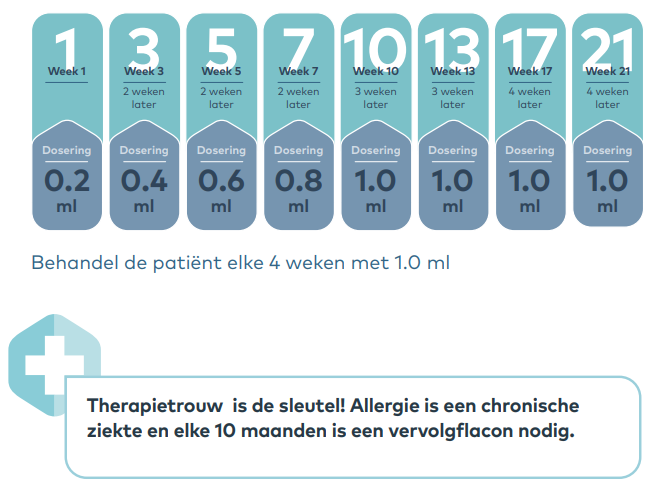 1 3 5 7 10 13 17 21
Week 1 Week 3 Week 5 Week 7 Week 10 Week 13 Week 17 Week 21
2 weken 2 weken 2 weken 3 weken 3 weken 4 weken 4 weken
later later later later later later later
Dosering Dosering Dosering Dosering Dosering Dosering Dosering Dosering
0.2 0.4 0.6 0.8 1.0 1.0 1.0 1.0
ml ml ml ml ml ml ml ml
Behandel de patiënt elke 4 weken met 1.0 ml
Therapietrouw is de sleutel! Allergie is een chronische
ziekte en elke 10 maanden is een vervolgflacon nodig.